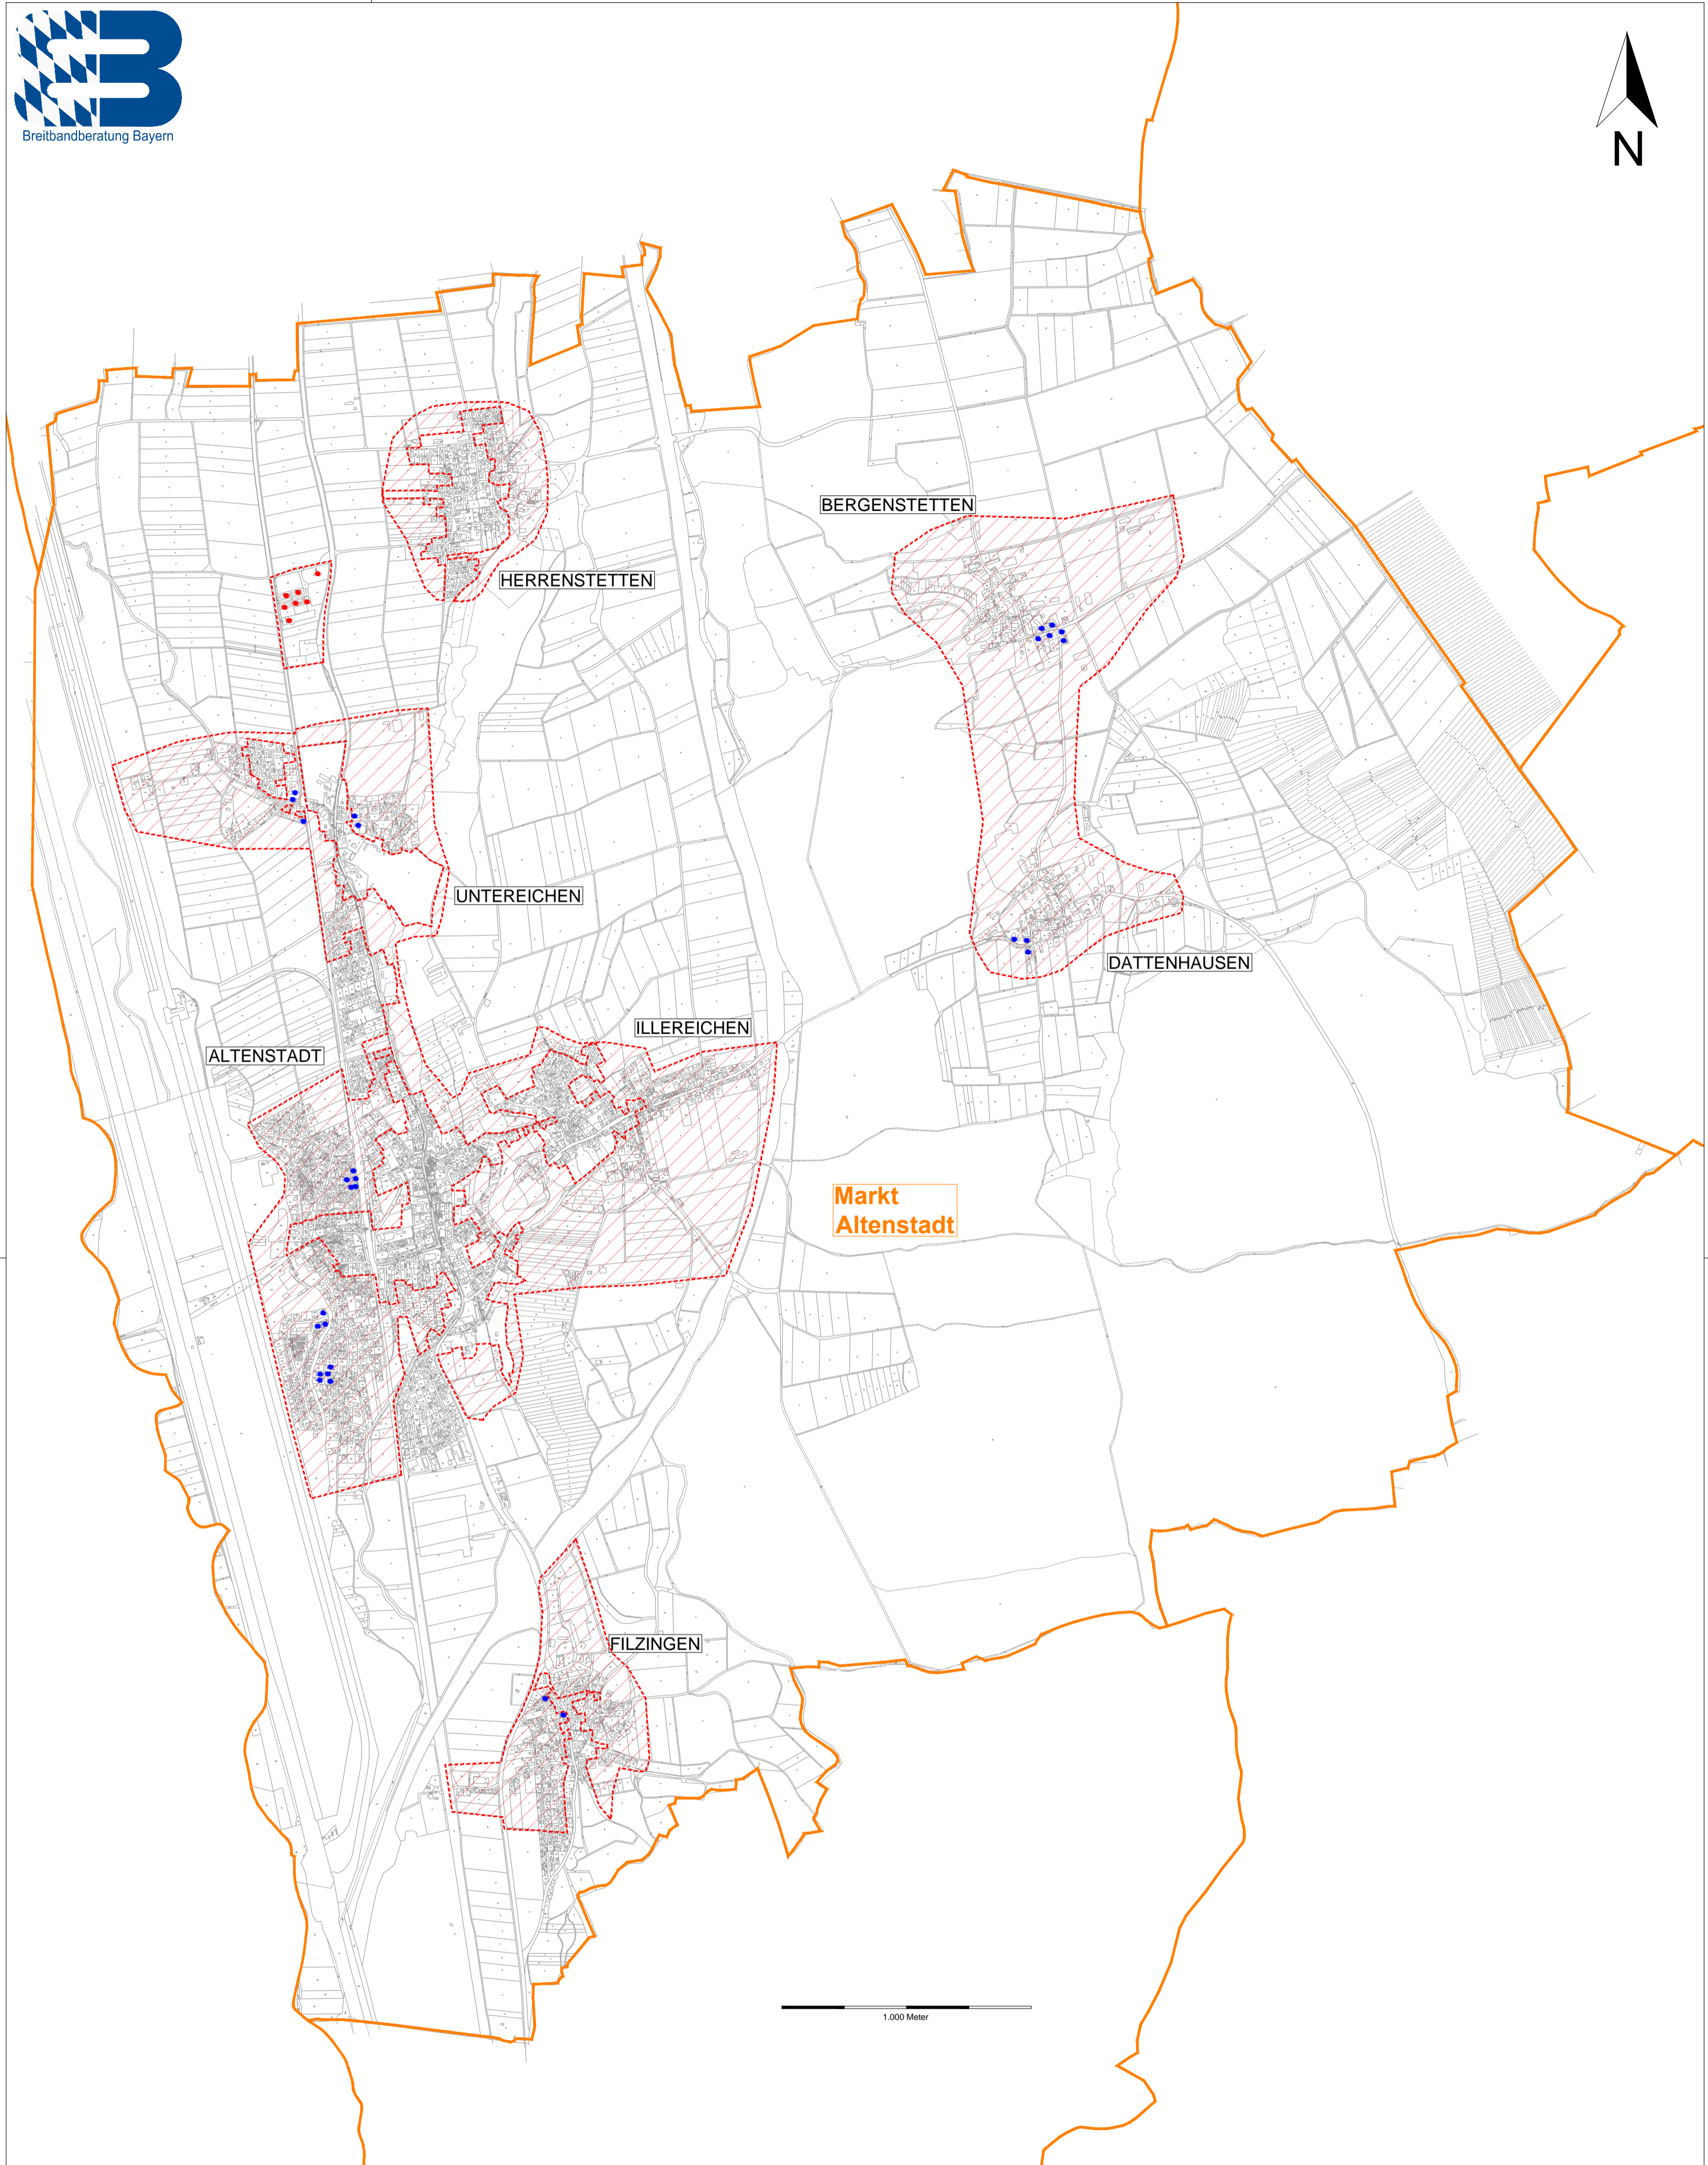 Breitbandberatung Bayern
N
BERGENSTETTEN
HERRENSTETTEN
UNTEREICHEN
DATTENHAUSEN
ILLEREICHEN
ALTENSTADT
Markt
Altenstadt
FILZINGEN
1.000 Meter